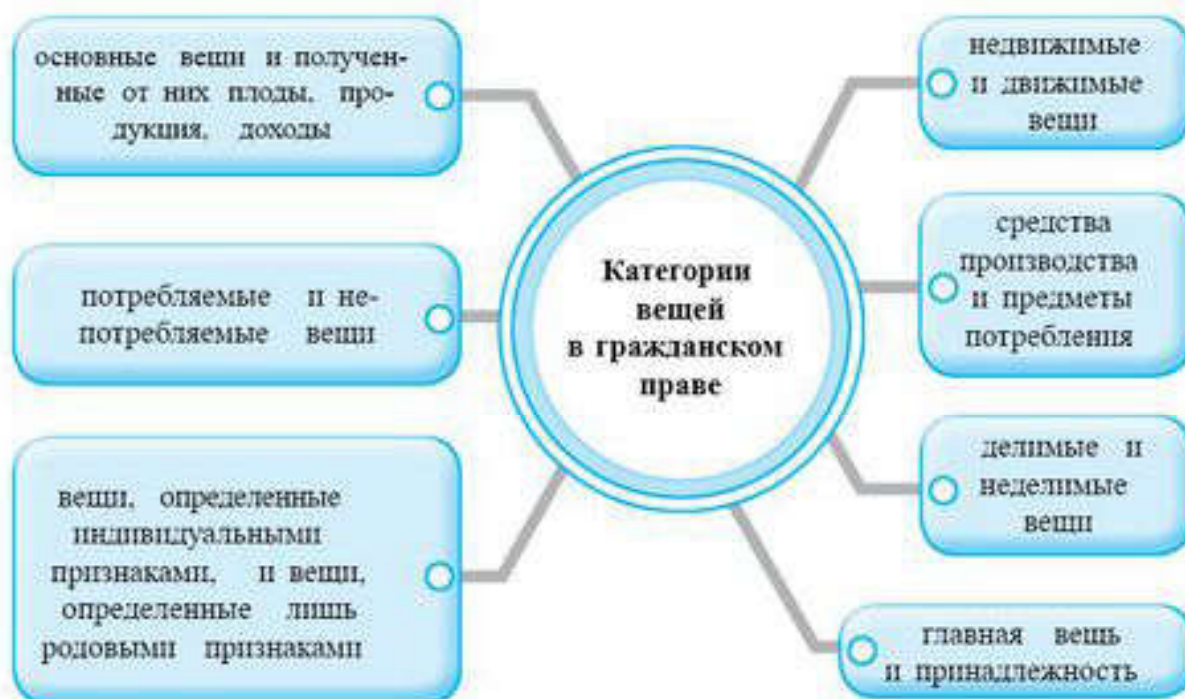 основные вещи и получен-
ные от них плоды, про-
дукция, доходы
потребляемые и не-
потребляемые вещи
вещи, определенные
индивидуальными
признаками, и вещи,
определенные лишь
родовыми признаками
Категории
вещей
в гражданском
праве
недвижимые
и движимые
вещи
средства
производства
и предметы
потребления
делимые и
неделимые
вещи
главная вещь
и принадлежность